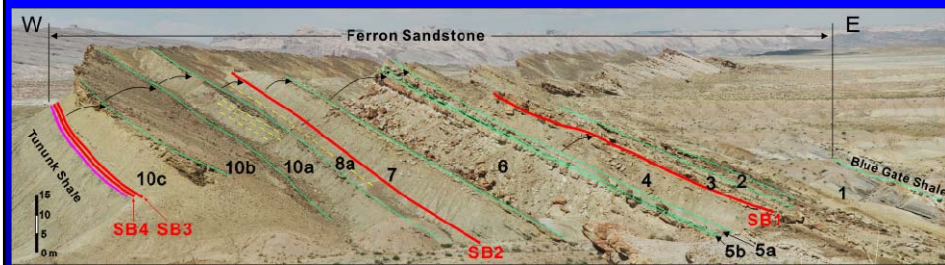 W
E
Ferron Sandstone
Tununk Shale
10c
10b
10a
8a
7
6
4
3
2
1
Blue Gate Shale
15
10
5
0 m
SB4 SB3
SB2
SB1
5b
5a